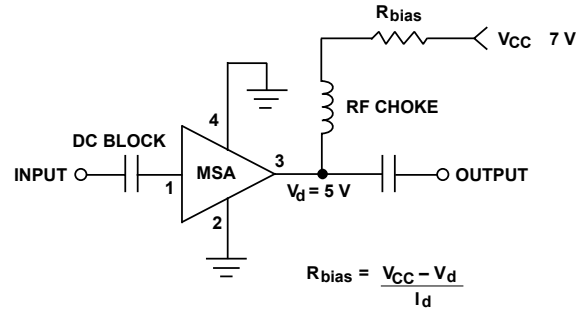 Rbias
VCC 7 V
RF CHOKE
4
DC BLOCK
INPUT
1
MSA
3
Vd = 5 V
OUTPUT
2
Rbias = VCC – Vd
Id